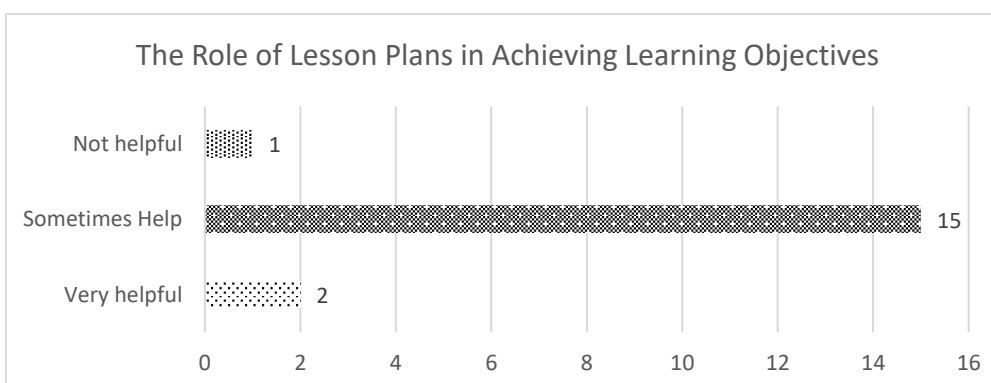 The Role of Lesson Plans in Achieving Learning Objectives
Not helpful 1
Sometimes Help 15
Very helpful 2
0 2 4 6 8 10 12 14 16